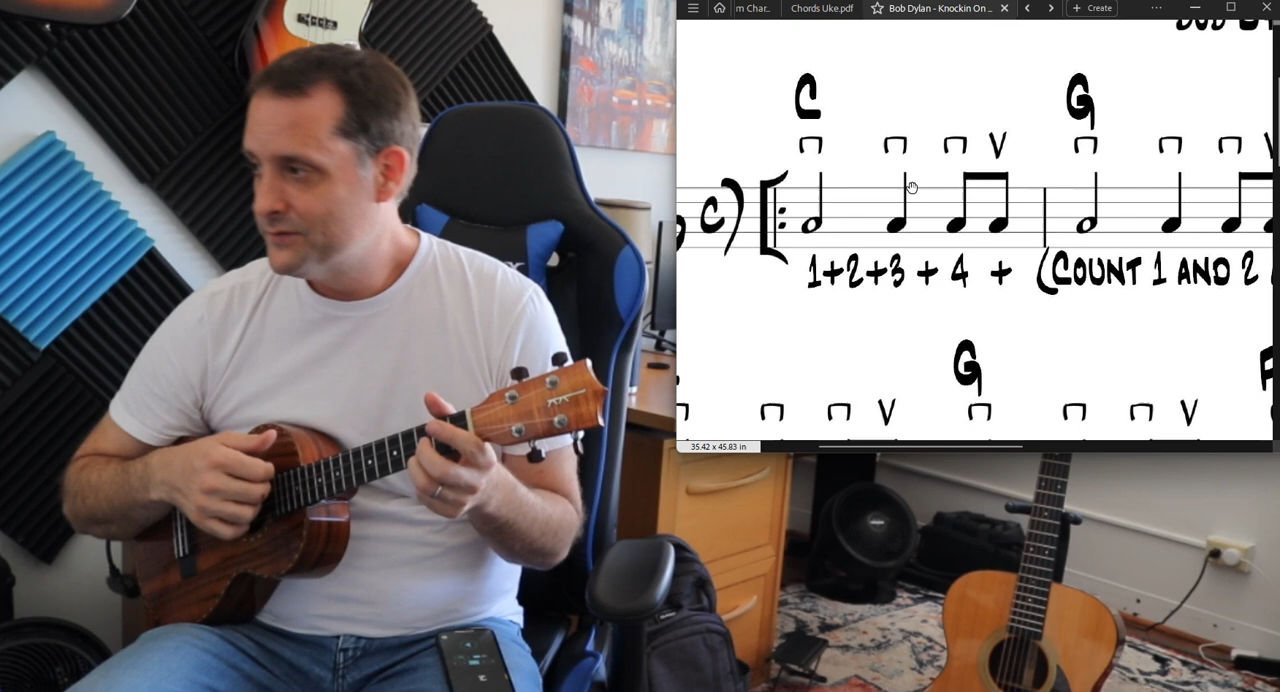 m Char..
Chords Uke.pdf
Bob Dylan - Knockin On ..
Create
C G
1+2+3 + 4 + (COUNT 1 AND 2
G
35.42 x 45.83 in